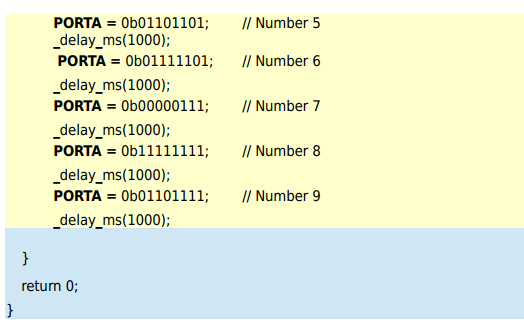 PORTA = 0b01101101; // Number 5
_delay_ms(1000);
PORTA = 0b01111101; // Number 6
_delay_ms(1000);
PORTA = 0b00000111; // Number 7
_delay_ms(1000);
PORTA = 0b11111111; // Number 8
_delay_ms(1000);
PORTA = 0b01101111; // Number 9
_delay_ms(1000);
}
return 0;
}